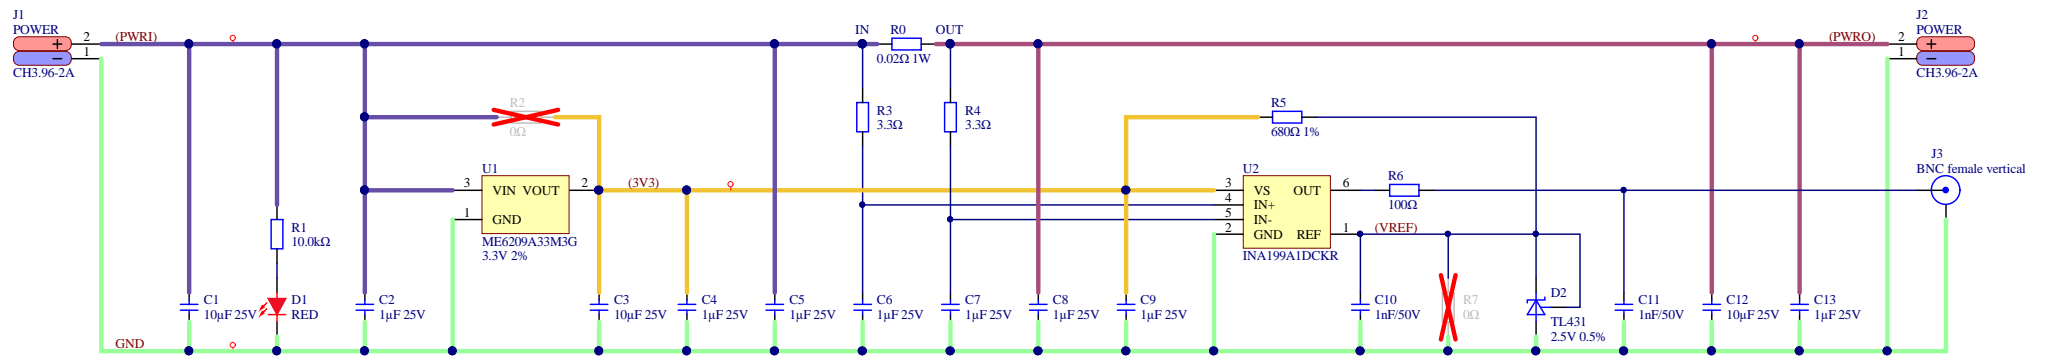 J1
POWER
2
(PWRI)
+
1
−
CH3.96-2A
IN
R0
OUT
0.02Ω 1W
J2
POWER
(PWRO)
2
+
1
−
CH3.96-2A
R2
0Ω
R3
3.3Ω
R4
3.3Ω
R5
680Ω 1%
U1
3
VIN VOUT
2
(3V3)
1
GND
ME6209A33M3G
3.3V 2%
U2
3
VS
OUT
6
4
IN+
5
IN-
2
GND
REF
1
(VREF)
INA199A1DCKR
R6
100Ω
J3
BNC female vertical
R1
10.0kΩ
C1
10µF 25V
D1
RED
C2
1µF 25V
C3
10µF 25V
C4
1µF 25V
C5
1µF 25V
C6
1µF 25V
C7
1µF 25V
C8
1µF 25V
C9
1µF 25V
C10
1nF/50V
R7
0Ω
D2
TL431
2.5V 0.5%
C11
1nF/50V
C12
10µF 25V
C13
1µF 25V
GND